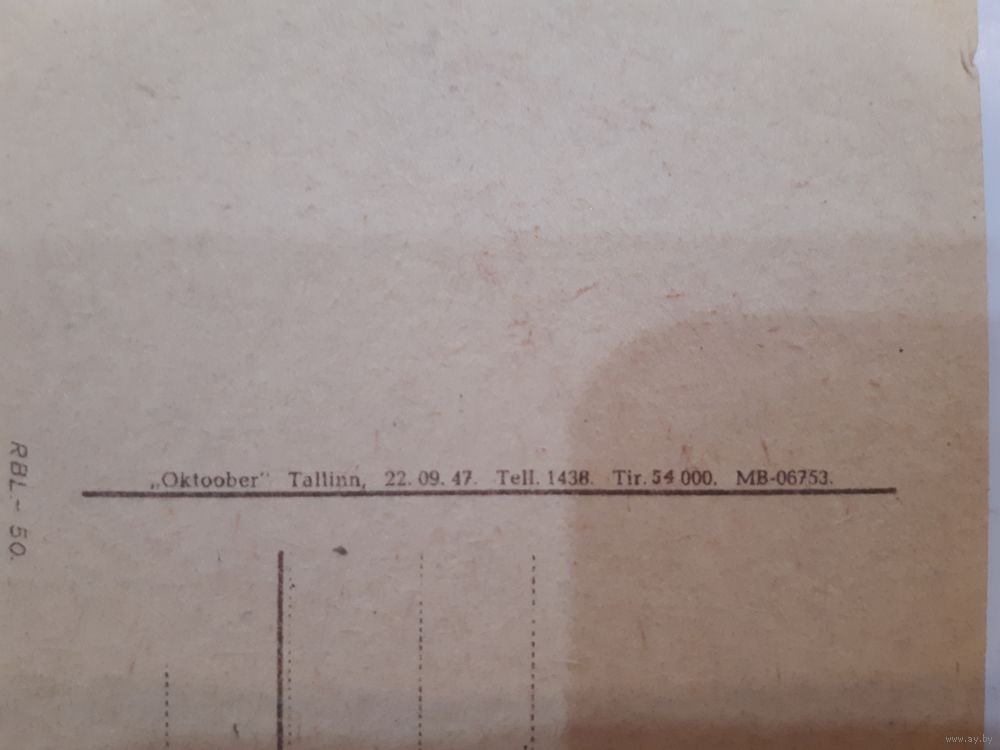 „Oktoober“ Tallinn, 22. 09. 47. Tell. 1438. Tir. 54 000. MB-06753.
RBL.- 50.
www.ay.by